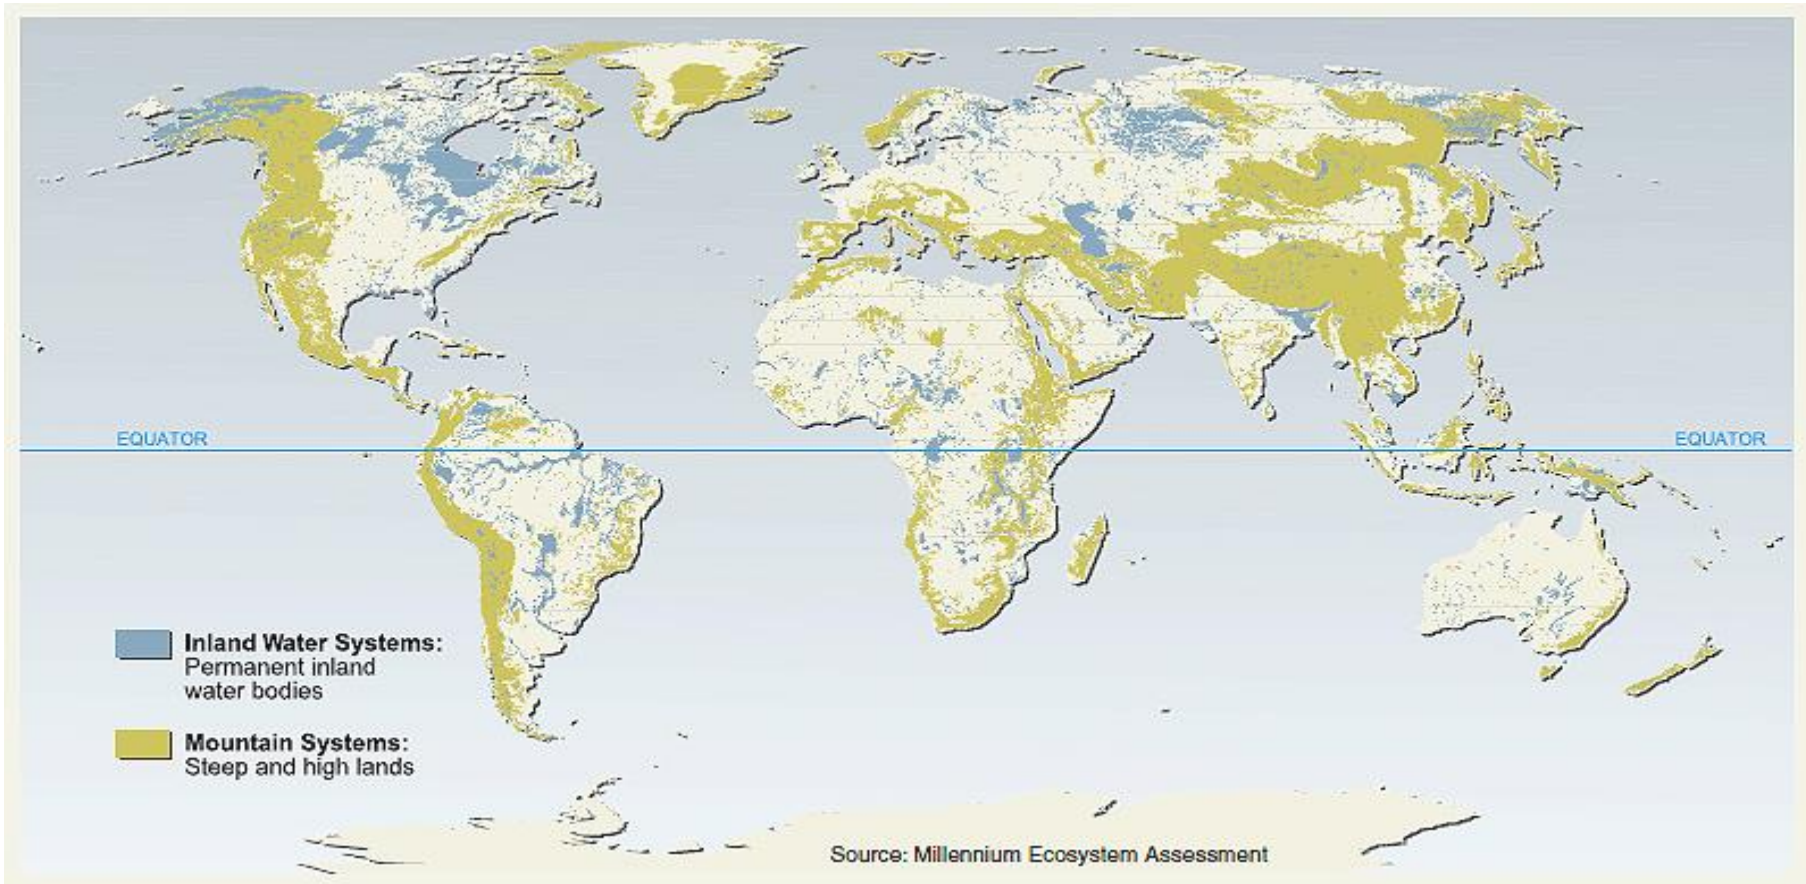 EQUATOR
EQUATOR
Inland Water Systems:
Permanent inland
water bodies
Mountain Systems:
Steep and high lands
Source: Millennium Ecosystem Assessment